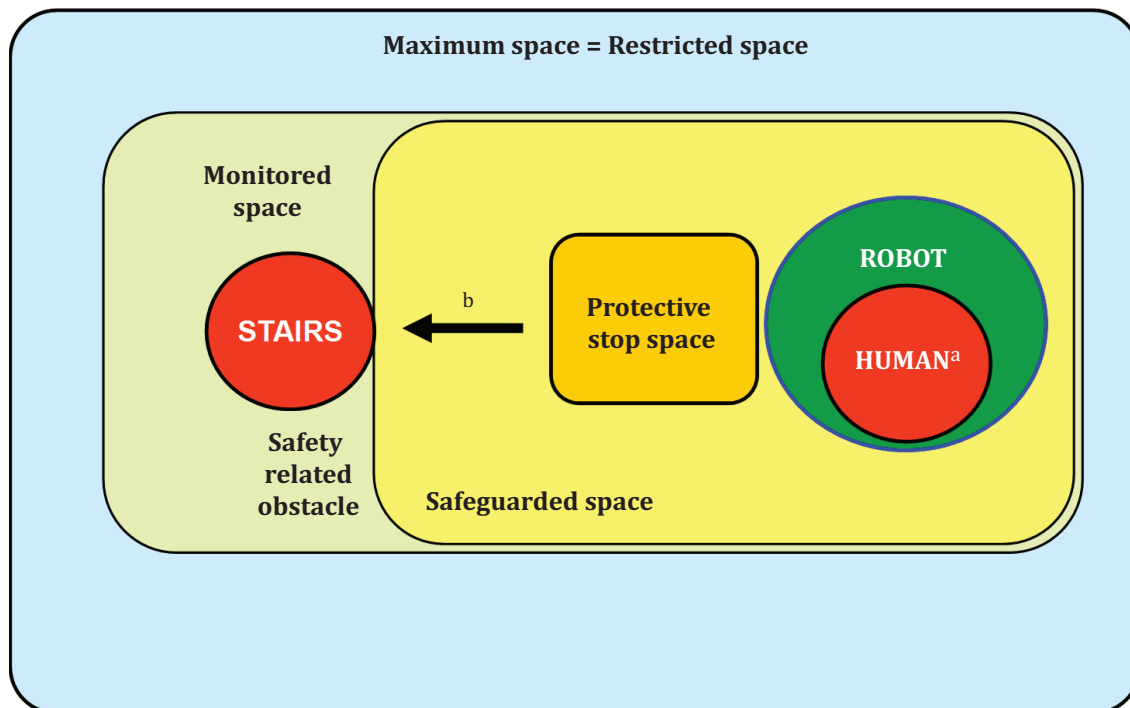 Maximum space = Restricted space
Monitored
space
STAIRS
Safety
related
obstacle
b
Protective
stop space
ROBOT
HUMANa
Safeguarded space